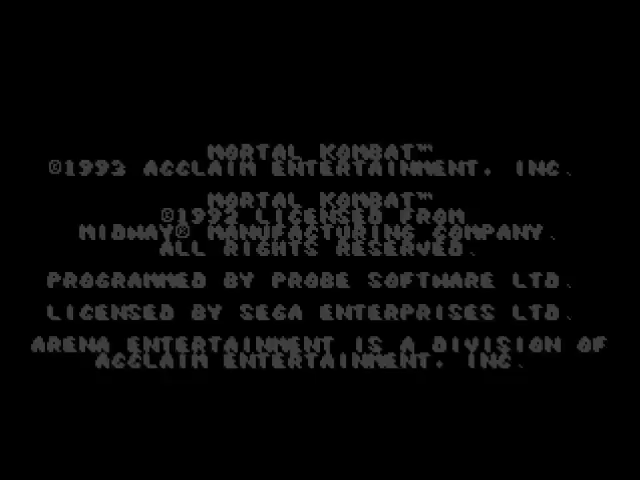 MORTAL KOMBAT™
©1993 ACCLAIM ENTERTAINMENT, INC.
MORTAL KOMBAT™
©1992 LICENSED FROM
MIDWAY® MANUFACTURING COMPANY.
ALL RIGHTS RESERVED.
PROGRAMMED BY PROBE SOFTWARE LTD.
LICENSED BY SEGA ENTERPRISES LTD.
ARENA ENTERTAINMENT IS A DIVISION OF
ACCLAIM ENTERTAINMENT, INC.